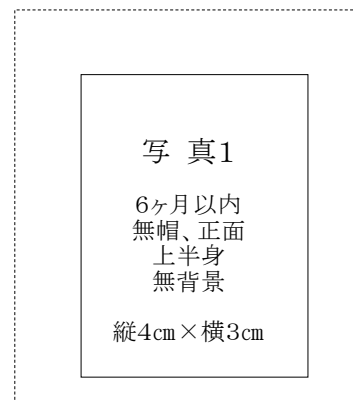 写 真1
6ヶ月以内
無帽、正面
上半身
無背景
縦4㎝×横3㎝